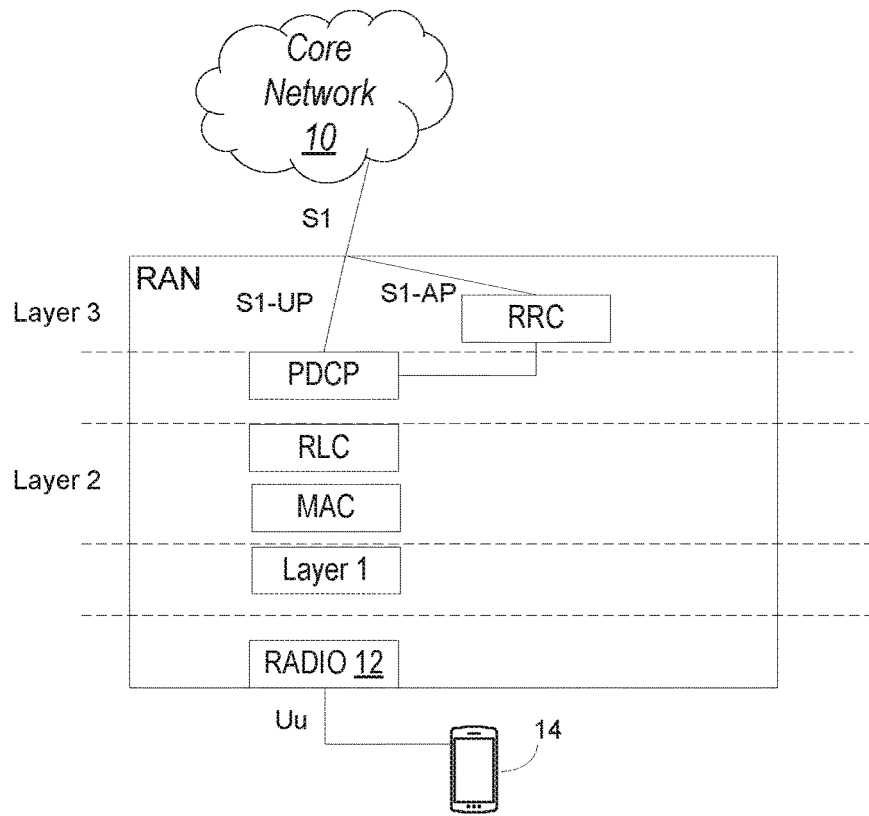 Core
Network
10
S1
RAN
S1-UP
S1-AP
Layer 3
RRC
PDCP
RLC
Layer 2
MAC
Layer 1
RADIO 12
Uu
14